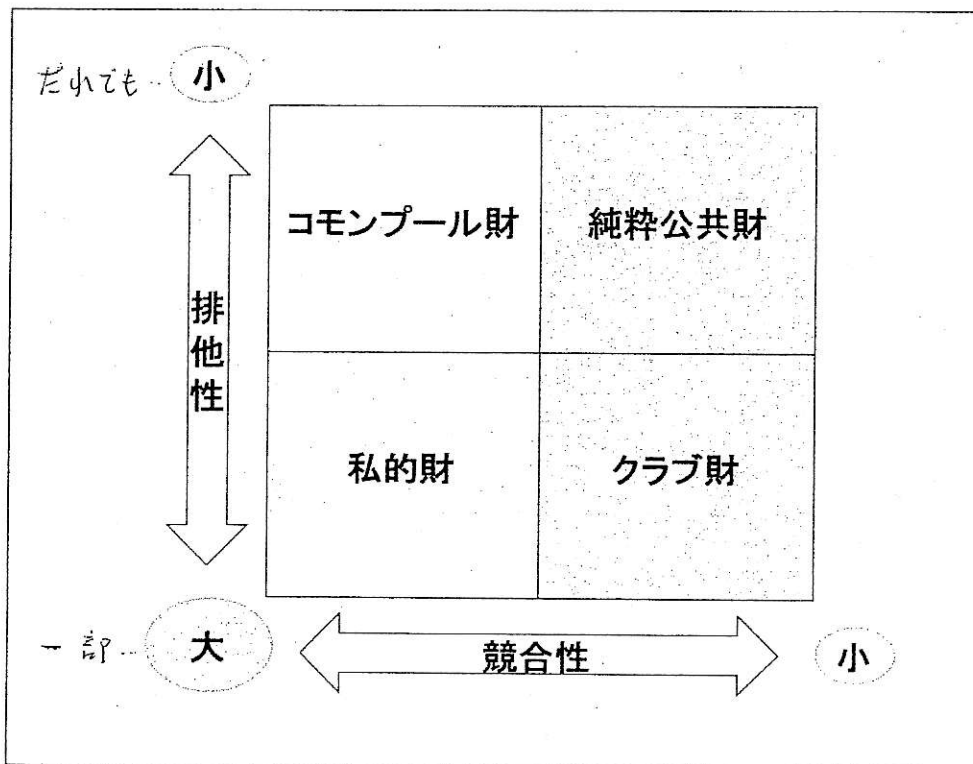 だれでも
小
コモンプール財
純粋公共財
排他性
私的財
クラブ財
一部
大
競合性
小